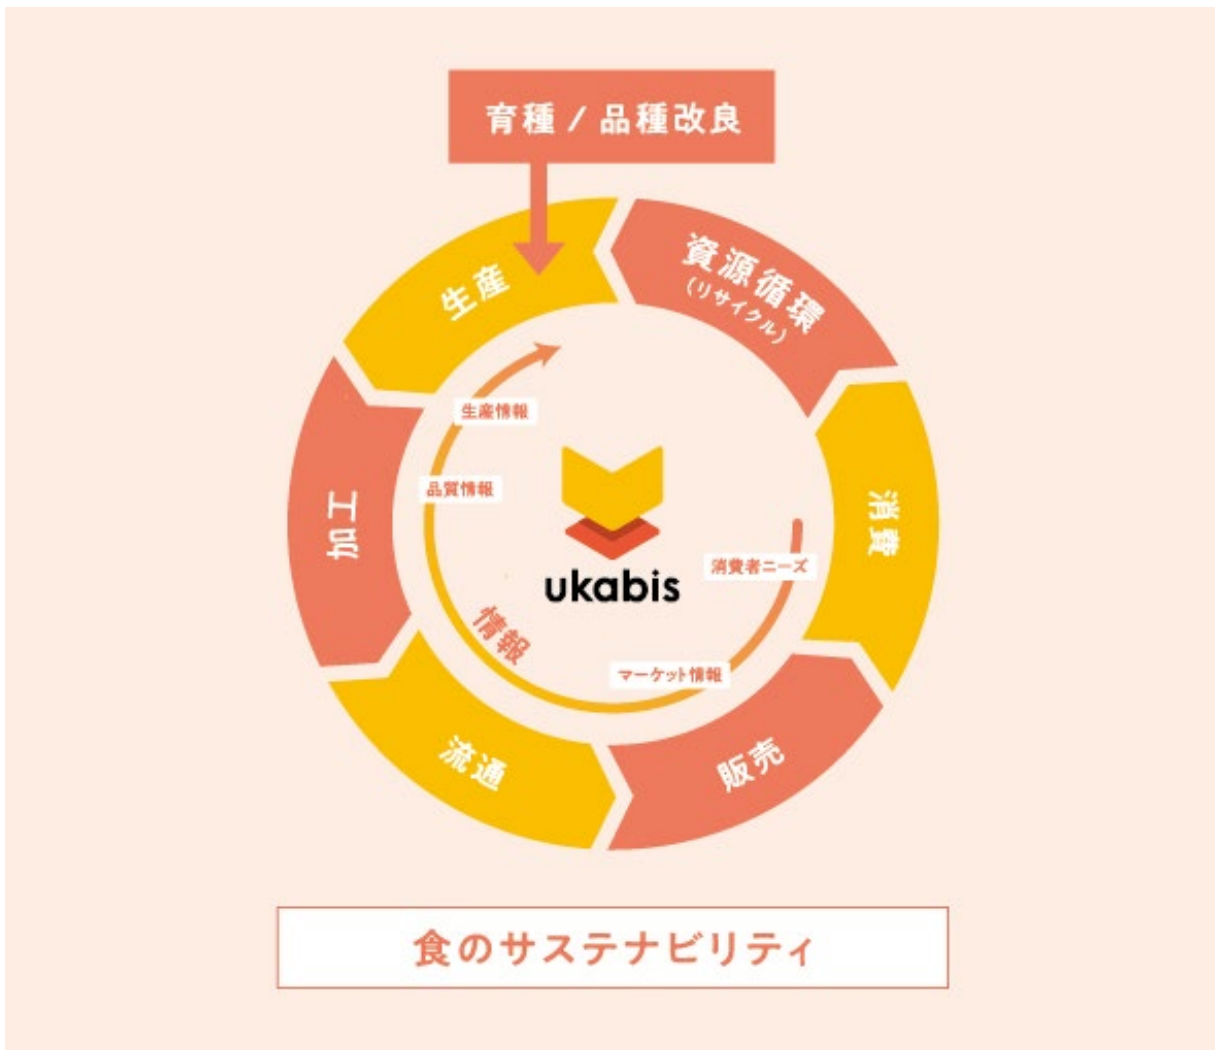 育種 / 品種改良
資源循環
(リサイクル)
生産
加工
流通
販売
消費
生産情報
品質情報
情報
マーケット情報
消費者ニーズ
ukabis
食のサステナビリティ